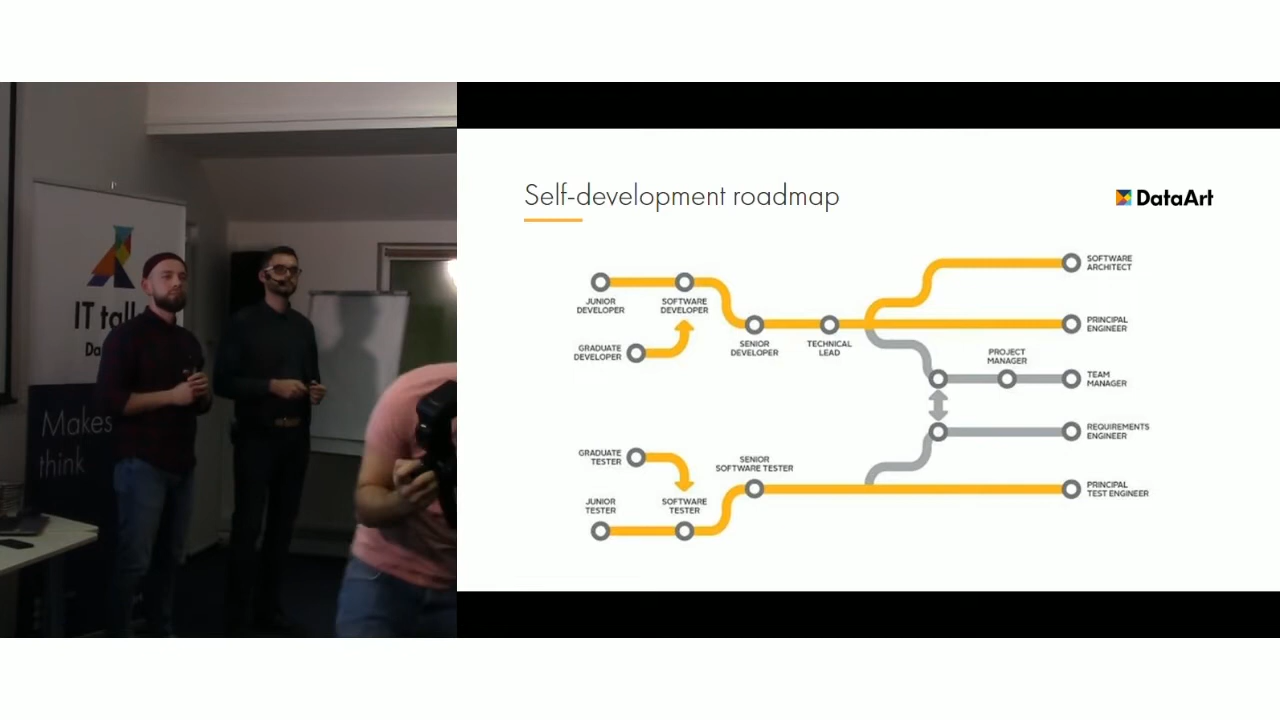 IT talk
Da
Makes
think
Self-development roadmap
DataArt
JUNIOR
DEVELOPER
SOFTWARE
DEVELOPER
GRADUATE
DEVELOPER
SENIOR
DEVELOPER
TECHNICAL
LEAD
SOFTWARE
ARCHITECT
PRINCIPAL
ENGINEER
PROJECT
MANAGER
TEAM
MANAGER
REQUIREMENTS
ENGINEER
GRADUATE
TESTER
SENIOR
SOFTWARE TESTER
JUNIOR
TESTER
SOFTWARE
TESTER
PRINCIPAL
TEST ENGINEER